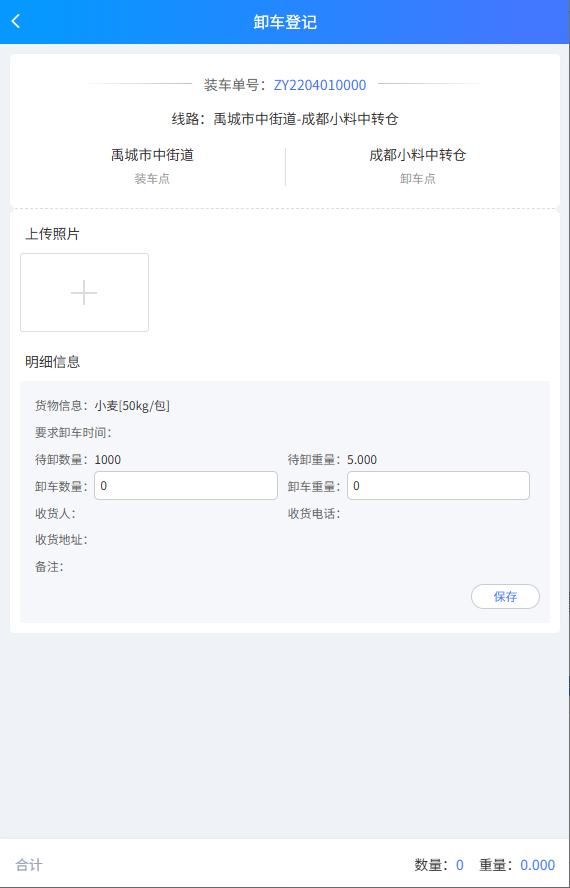 卸车登记
装车单号：ZY2204010000
线路：禹城市中街道-成都小料中转仓
禹城市中街道 成都小料中转仓
装车点 卸车点
上传照片
明细信息
货物信息：小麦[50kg/包]
要求卸车时间：
待卸数量：1000 待卸重量：5.000
卸车数量：0 卸车重量：0
收货人： 收货电话：
收货地址：
备注：
保存
合计 数量：0 重量：0.000